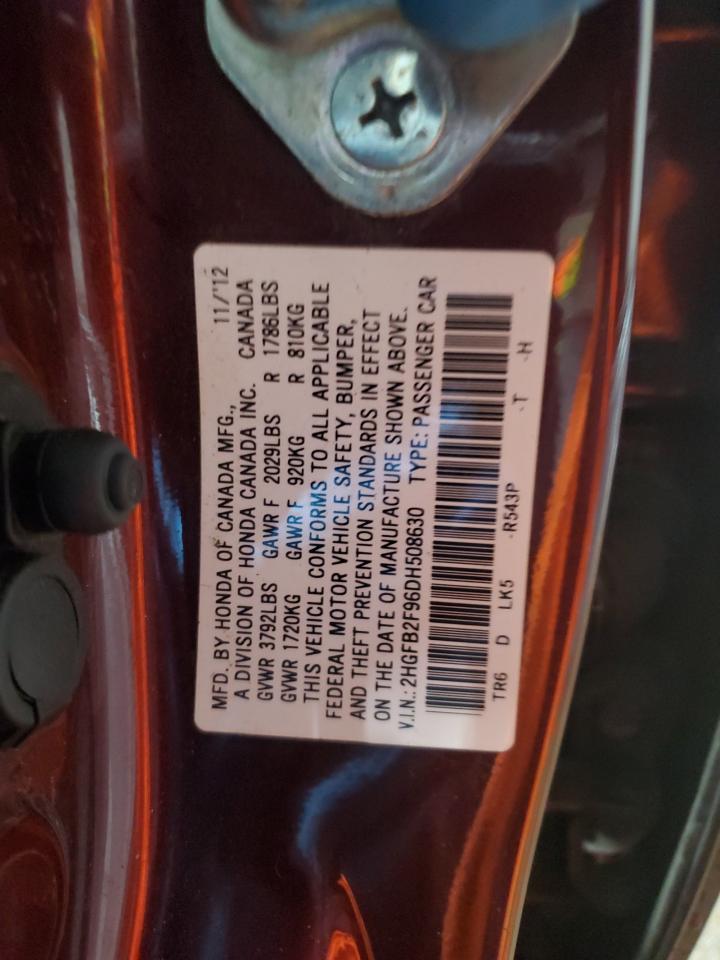 MFD. BY HONDA OF CANADA MFG., 11/'12
A DIVISION OF HONDA CANADA INC. CANADA
GVWR 3792LBS GAWR F 2029LBS R 1786LBS
GVWR 1720KG GAWR F 920KG R 810KG
THIS VEHICLE CONFORMS TO ALL APPLICABLE
FEDERAL MOTOR VEHICLE SAFETY, BUMPER,
AND THEFT PREVENTION STANDARDS IN EFFECT
ON THE DATE OF MANUFACTURE SHOWN ABOVE.
V.I.N.: 2HGFB2F96DH508630 TYPE: PASSENGER CAR
TR6 D LK5 -R543P -T -H